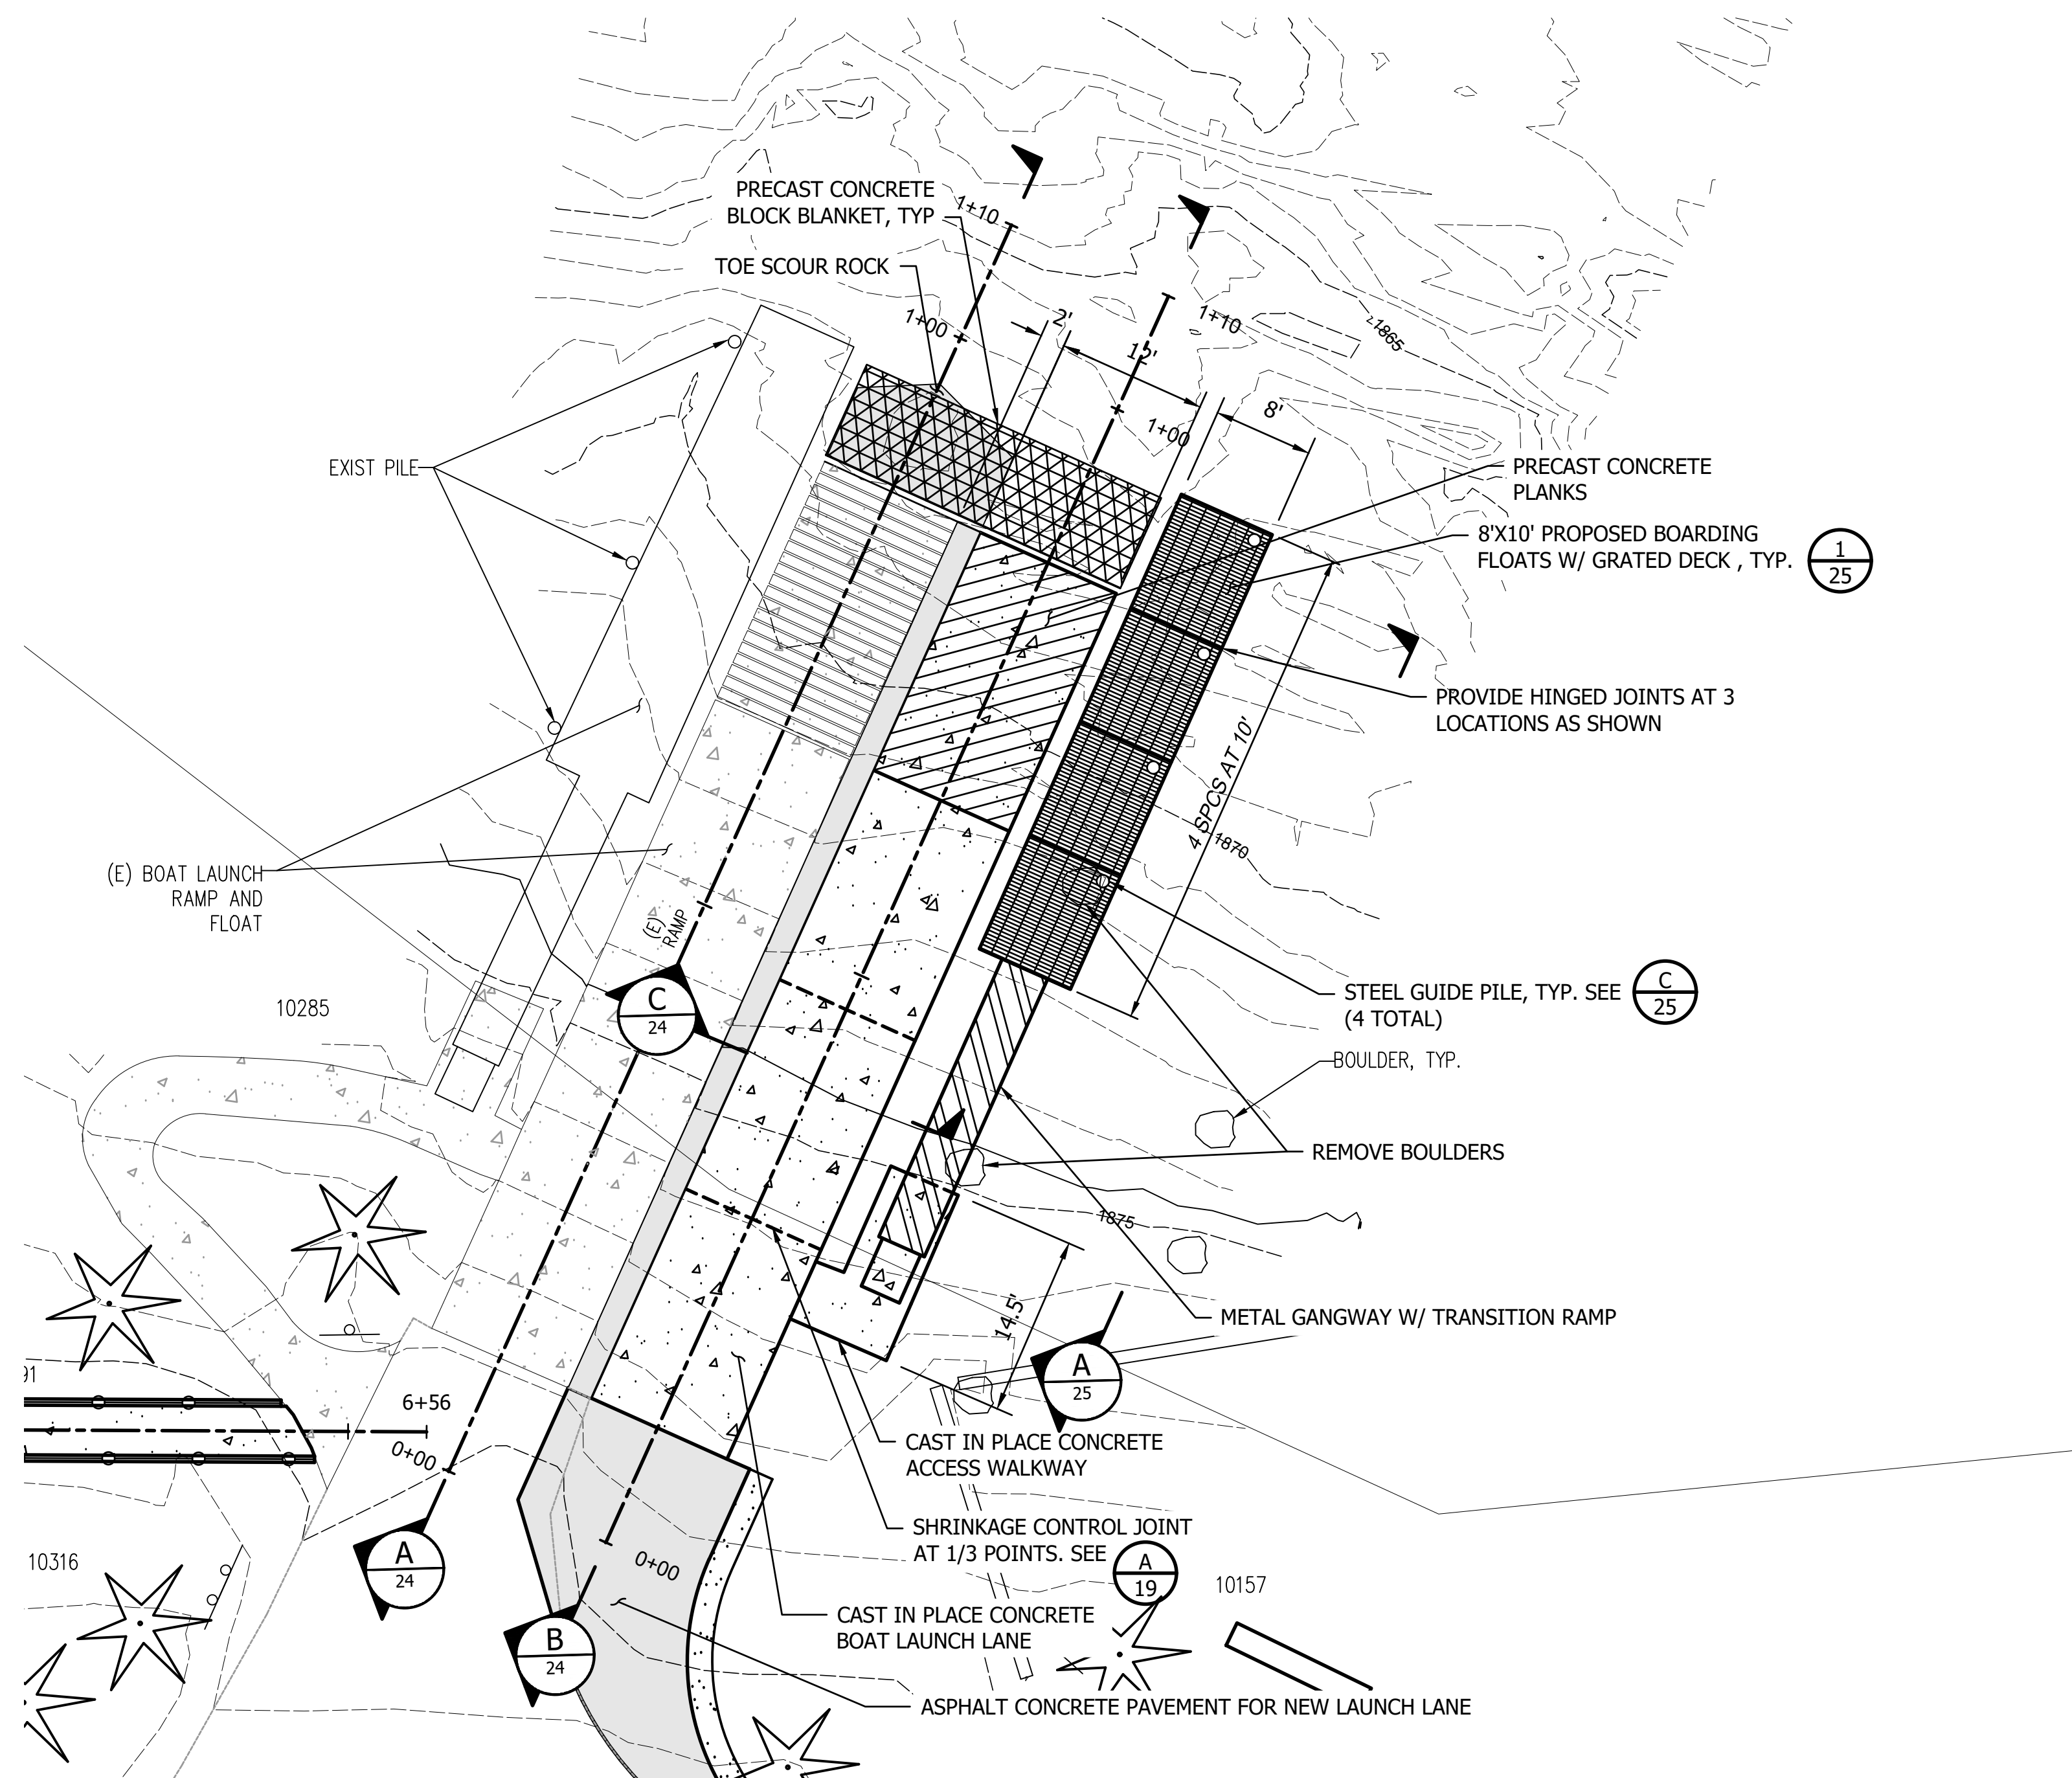 PRECAST CONCRETE
BLOCK BLANKET, TYP
1+10
TOE SCOUR ROCK
1+00
2'
12'
1+10
1+00
8'
1865
EXIST PILE
PRECAST CONCRETE
PLANKS
8'X10' PROPOSED BOARDING
FLOATS W/ GRATED DECK , TYP.
1
25
PROVIDE HINGED JOINTS AT 3
LOCATIONS AS SHOWN
4 SPCS AT 10'
1870
(E) BOAT LAUNCH
RAMP AND
FLOAT
(E)
RAMP
C
24
10285
STEEL GUIDE PILE, TYP. SEE
(4 TOTAL)
C
25
BOULDER, TYP.
REMOVE BOULDERS
1875
14.5'
METAL GANGWAY W/ TRANSITION RAMP
A
25
91
6+56
0+00
CAST IN PLACE CONCRETE
ACCESS WALKWAY
SHRINKAGE CONTROL JOINT
AT 1/3 POINTS. SEE
A
19
10316
A
24
0+00
10157
CAST IN PLACE CONCRETE
BOAT LAUNCH LANE
B
24
ASPHALT CONCRETE PAVEMENT FOR NEW LAUNCH LANE